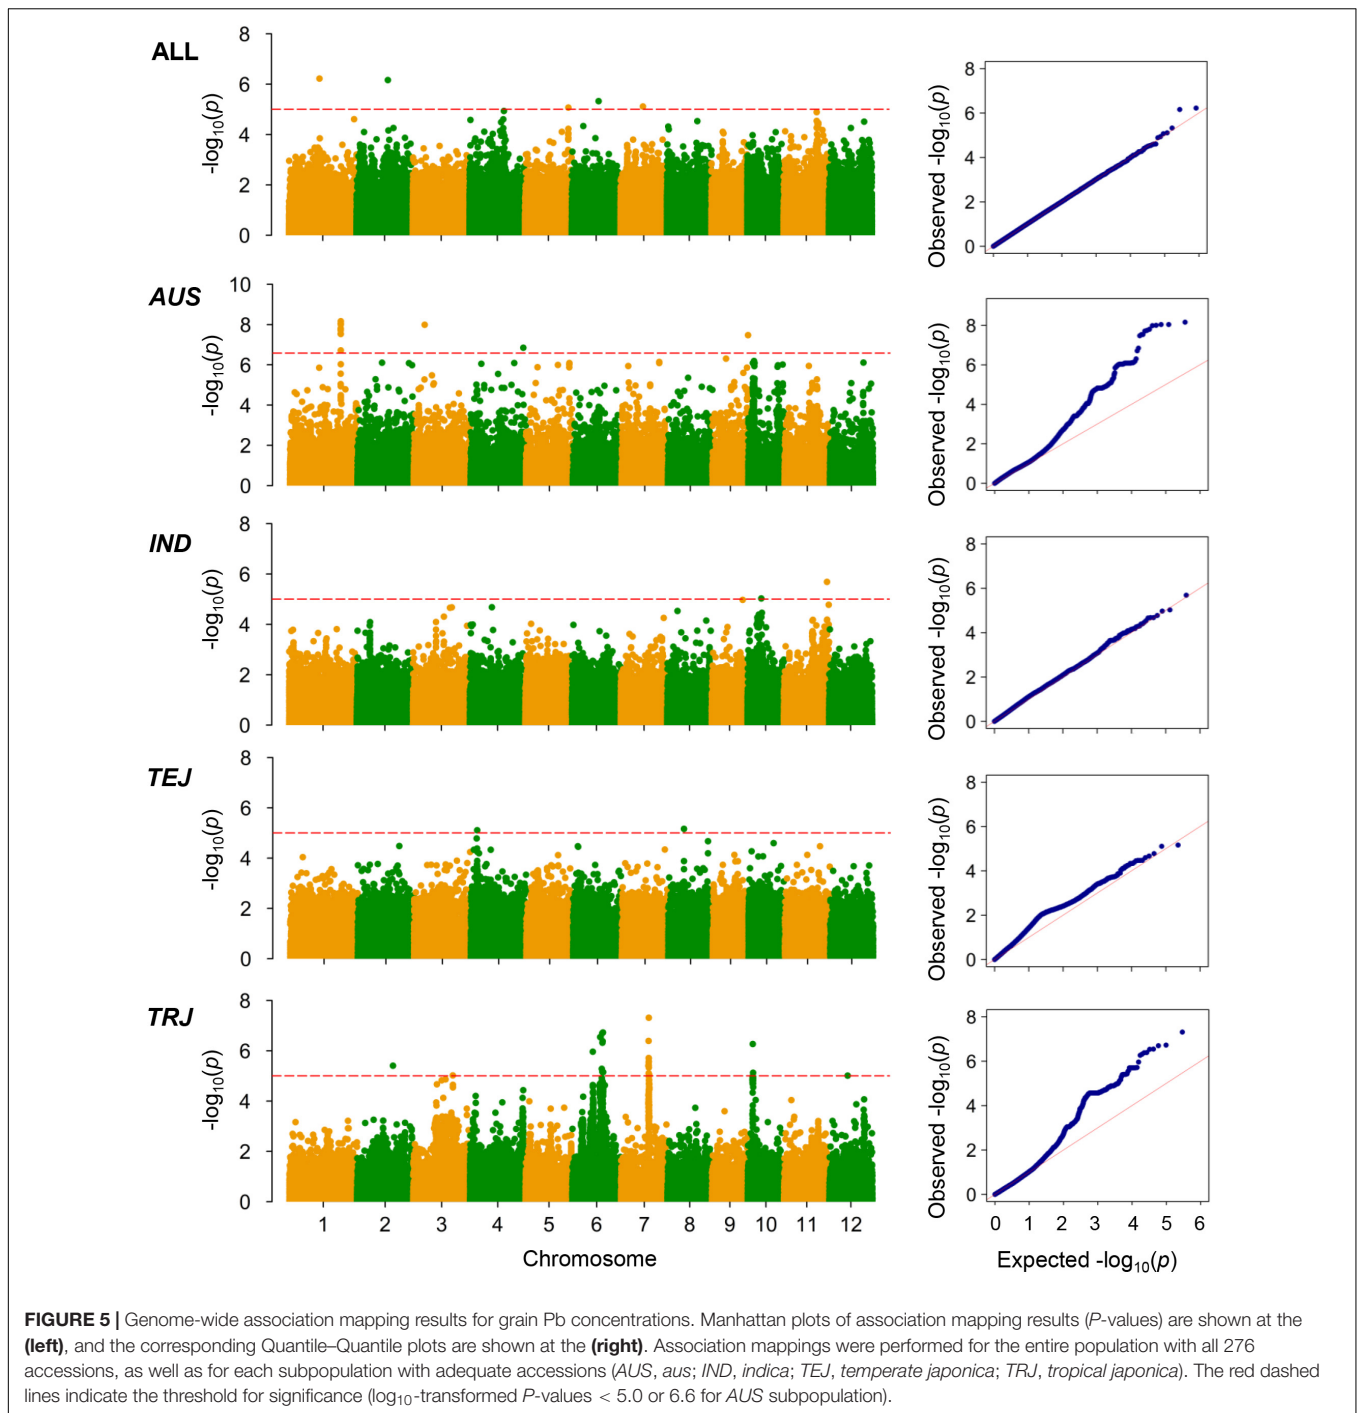 ALL
8
6
4
2
0
-log10(p)
8
6
4
2
0
Observed -log10(p)
0 1 2 3 4 5 6
AUS
10
8
6
4
2
0
-log10(p)
8
6
4
2
0
Observed -log10(p)
IND
8
6
4
2
0
-log10(p)
8
6
4
2
0
Observed -log10(p)
TEJ
8
6
4
2
0
-log10(p)
8
6
4
2
0
Observed -log10(p)
TRJ
8
6
4
2
0
-log10(p)
1 2 3 4 5 6 7 8 9 10 11 12
Chromosome
8
6
4
2
0
Observed -log10(p)
0 1 2 3 4 5 6
Expected -log10(p)
FIGURE 5 | Genome-wide association mapping results for grain Pb concentrations. Manhattan plots of association mapping results (P-values) are shown at the
(left), and the corresponding Quantile–Quantile plots are shown at the (right). Association mappings were performed for the entire population with all 276
accessions, as well as for each subpopulation with adequate accessions (AUS, aus; IND, indica; TEJ, temperate japonica; TRJ, tropical japonica). The red dashed
lines indicate the threshold for significance (log10-transformed P-values < 5.0 or 6.6 for AUS subpopulation).